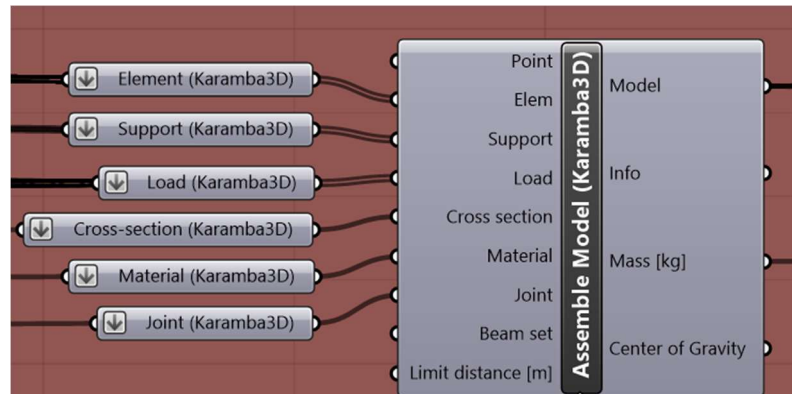 Element (Karamba3D)
Support (Karamba3D)
Load (Karamba3D)
Cross-section (Karamba3D)
Material (Karamba3D)
Joint (Karamba3D)
Point
Elem
Support
Load
Cross section
Material
Joint
Beam set
Limit distance [m]
Assemble Model (Karamba3D)
Model
Info
Mass [kg]
Center of Gravity